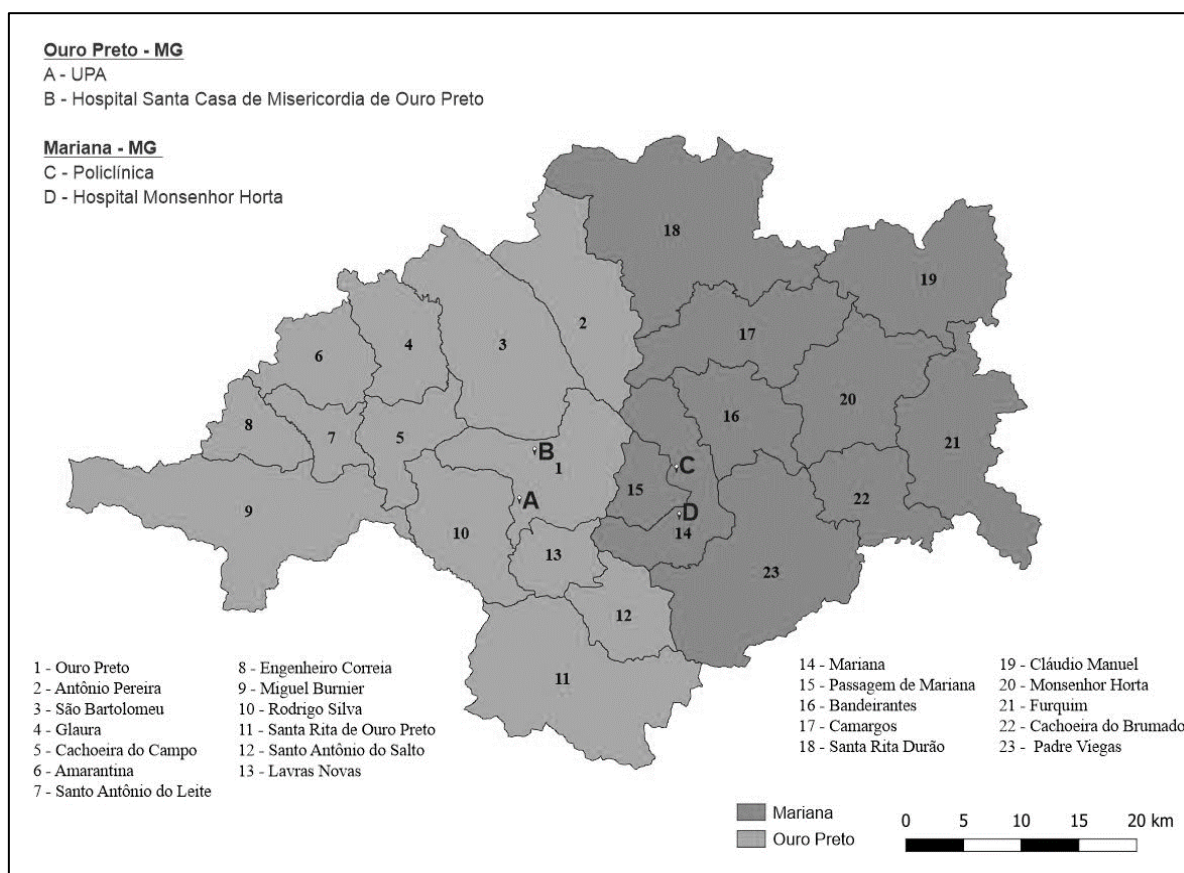 Ouro Preto - MG
A - UPA
B - Hospital Santa Casa de Misericordia de Ouro Preto
Mariana - MG
C - Policlínica
D - Hospital Monsenhor Horta
18
19
2
17
3
4
6
20
16
8
7
5
B
1
21
C
15
A
22
9
D
10
14
13
23
12
11
1 - Ouro Preto
2 - Antônio Pereira
3 - São Bartolomeu
4 - Glaura
5 - Cachoeira do Campo
6 - Amarantina
7 - Santo Antônio do Leite
8 - Engenheiro Correia
9 - Miguel Burnier
10 - Rodrigo Silva
11 - Santa Rita de Ouro Preto
12 - Santo Antônio do Salto
13 - Lavras Novas
14 - Mariana
15 - Passagem de Mariana
16 - Bandeirantes
17 - Camargos
18 - Santa Rita Durão
19 - Cláudio Manuel
20 - Monsenhor Horta
21 - Furquim
22 - Cachoeira do Brumado
23 - Padre Viegas
Mariana
Ouro Preto
0 5 10 15 20 km